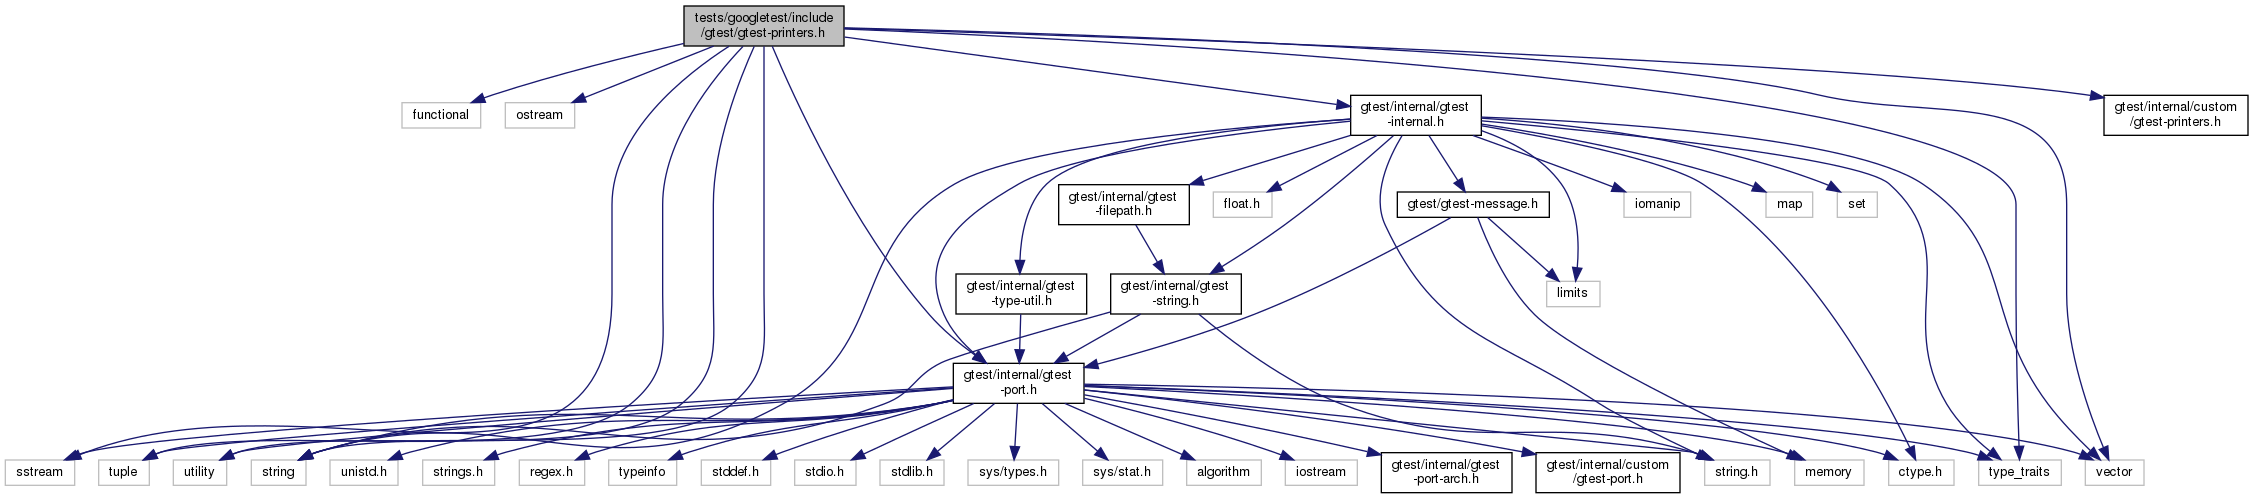 tests/googletest/include
/gtest/gtest-printers.h
functional
ostream
gtest/internal/gtest
-internal.h
gtest/internal/custom
/gtest-printers.h
gtest/internal/gtest
-filepath.h
float.h
gtest/gtest-message.h
iomanip
map
set
gtest/internal/gtest
-type-util.h
gtest/internal/gtest
-string.h
limits
gtest/internal/gtest
-port.h
sstream
tuple
utility
string
unistd.h
strings.h
regex.h
typeinfo
stddef.h
stdio.h
stdlib.h
sys/types.h
sys/stat.h
algorithm
iostream
gtest/internal/gtest
-port-arch.h
gtest/internal/custom
/gtest-port.h
string.h
memory
ctype.h
type_traits
vector